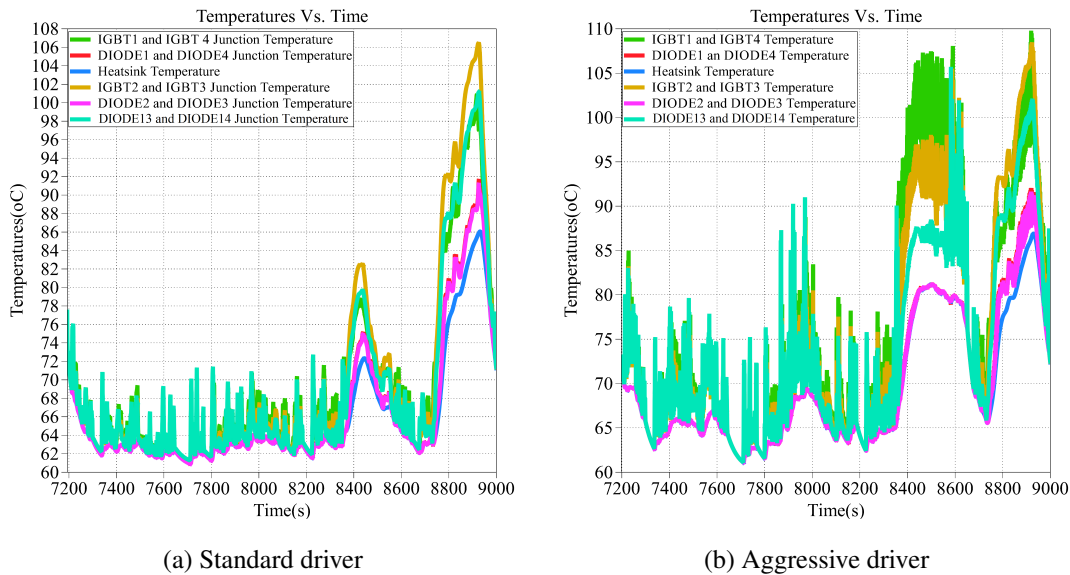 Temperatures Vs. Time
108
106
104
102
100
98
96
94
92
90
88
86
84
82
80
78
76
74
72
70
68
66
64
62
60
Temperatures(oC)
IGBT1 and IGBT 4 Junction Temperature
DIODE1 and DIODE4 Junction Temperature
Heatsink Temperature
IGBT2 and IGBT3 Junction Temperature
DIODE2 and DIODE3 Junction Temperature
DIODE13 and DIODE14 Junction Temperature
7200 7400 7600 7800 8000 8200 8400 8600 8800 9000
Time(s)
(a) Standard driver
Temperatures Vs. Time
110
105
100
95
90
85
80
75
70
65
60
Temperatures(oC)
IGBT1 and IGBT4 Temperature
DIODE1 an DIODE4 Temperature
Heatsink Temperature
IGBT2 and IGBT3 Temperature
DIODE2 and DIODE3 Temperature
DIODE13 and DIODE14 Temperature
7200 7400 7600 7800 8000 8200 8400 8600 8800 9000
Time(s)
(b) Aggressive driver